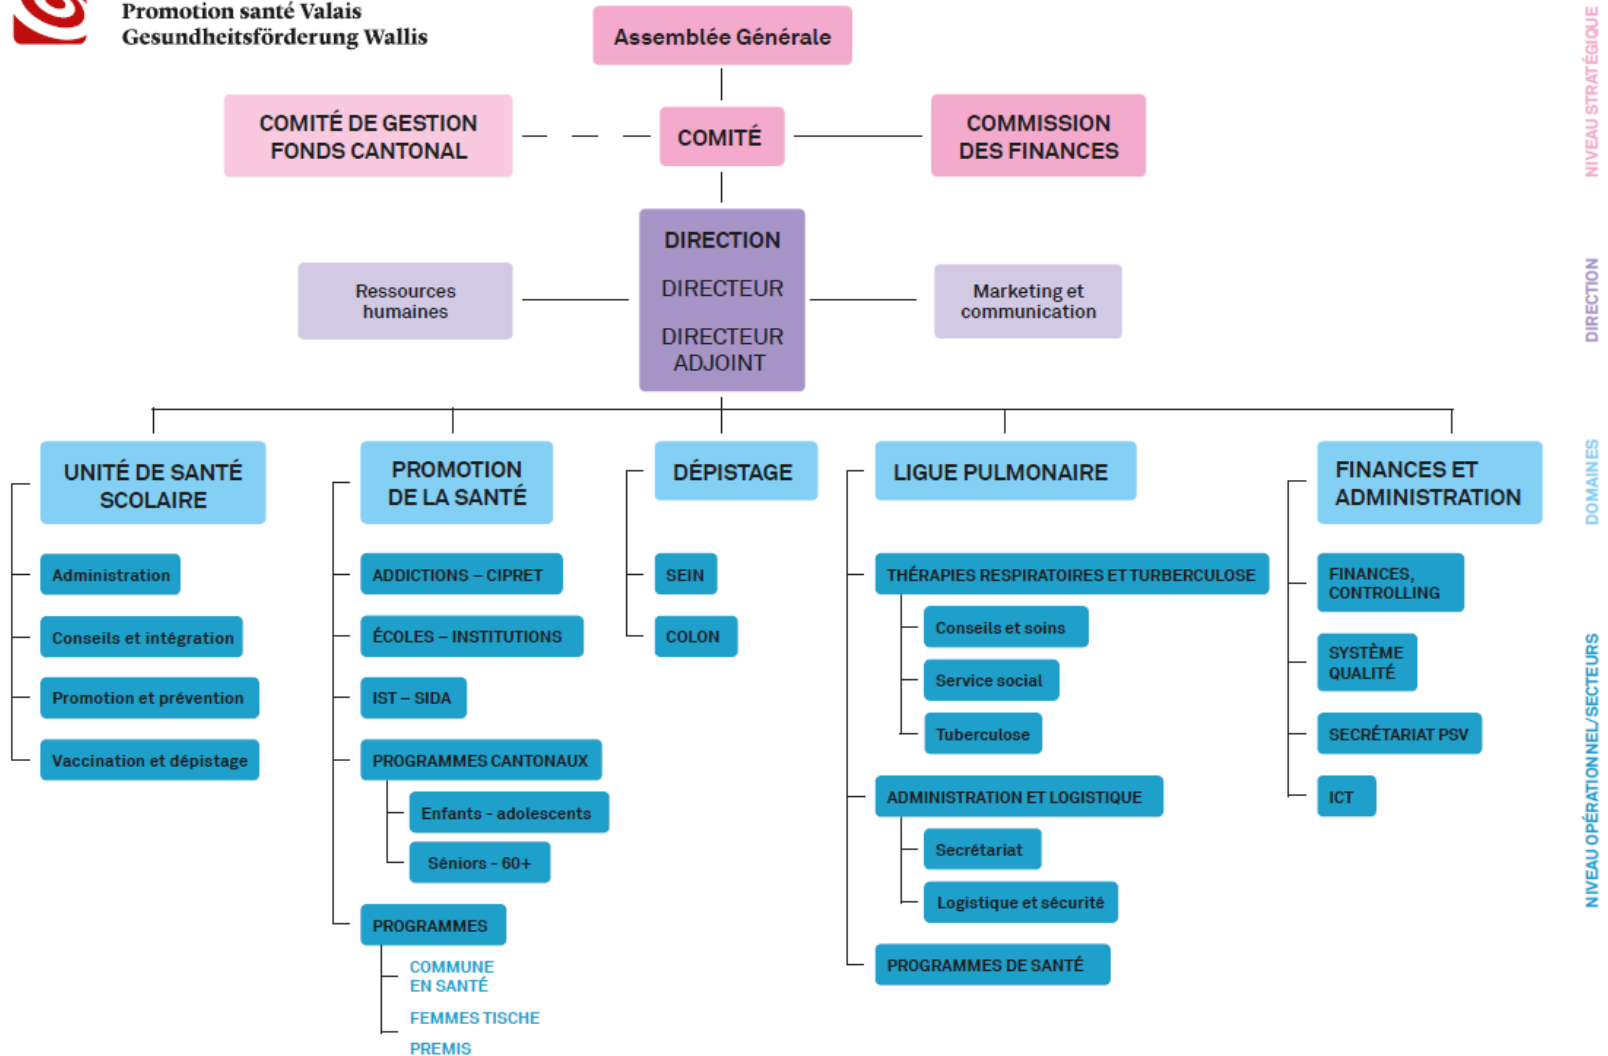 Promotion santé Valais
Gesundheitsförderung Wallis
Assemblée Générale
COMITÉ DE GESTION
FONDS CANTONAL
COMITÉ
COMMISSION
DES FINANCES
NIVEAU STRATÉGIQUE
DIRECTION
DIRECTEUR
DIRECTEUR
ADJOINT
Ressources
humaines
Marketing et
communication
DIRECTION
UNITÉ DE SANTÉ
SCOLAIRE
Administration
Conseils et intégration
Promotion et prévention
Vaccination et dépistage
PROMOTION
DE LA SANTÉ
ADDICTIONS – CIPRET
ÉCOLES – INSTITUTIONS
IST – SIDA
PROGRAMMES CANTONAUX
Enfants - adolescents
Séniors - 60+
PROGRAMMES
COMMUNE
EN SANTÉ
FEMMES TISCHE
PREMIS
DÉPISTAGE
SEIN
COLON
LIGUE PULMONAIRE
THÉRAPIES RESPIRATOIRES ET TURBERCULOSE
Conseils et soins
Service social
Tuberculose
ADMINISTRATION ET LOGISTIQUE
Secrétariat
Logistique et sécurité
PROGRAMMES DE SANTÉ
FINANCES ET
ADMINISTRATION
FINANCES,
CONTROLLING
SYSTÈME
QUALITÉ
SECRÉTARIAT PSV
ICT
DOMAINES
NIVEAU OPÉRATIONNEL/SECTEURS